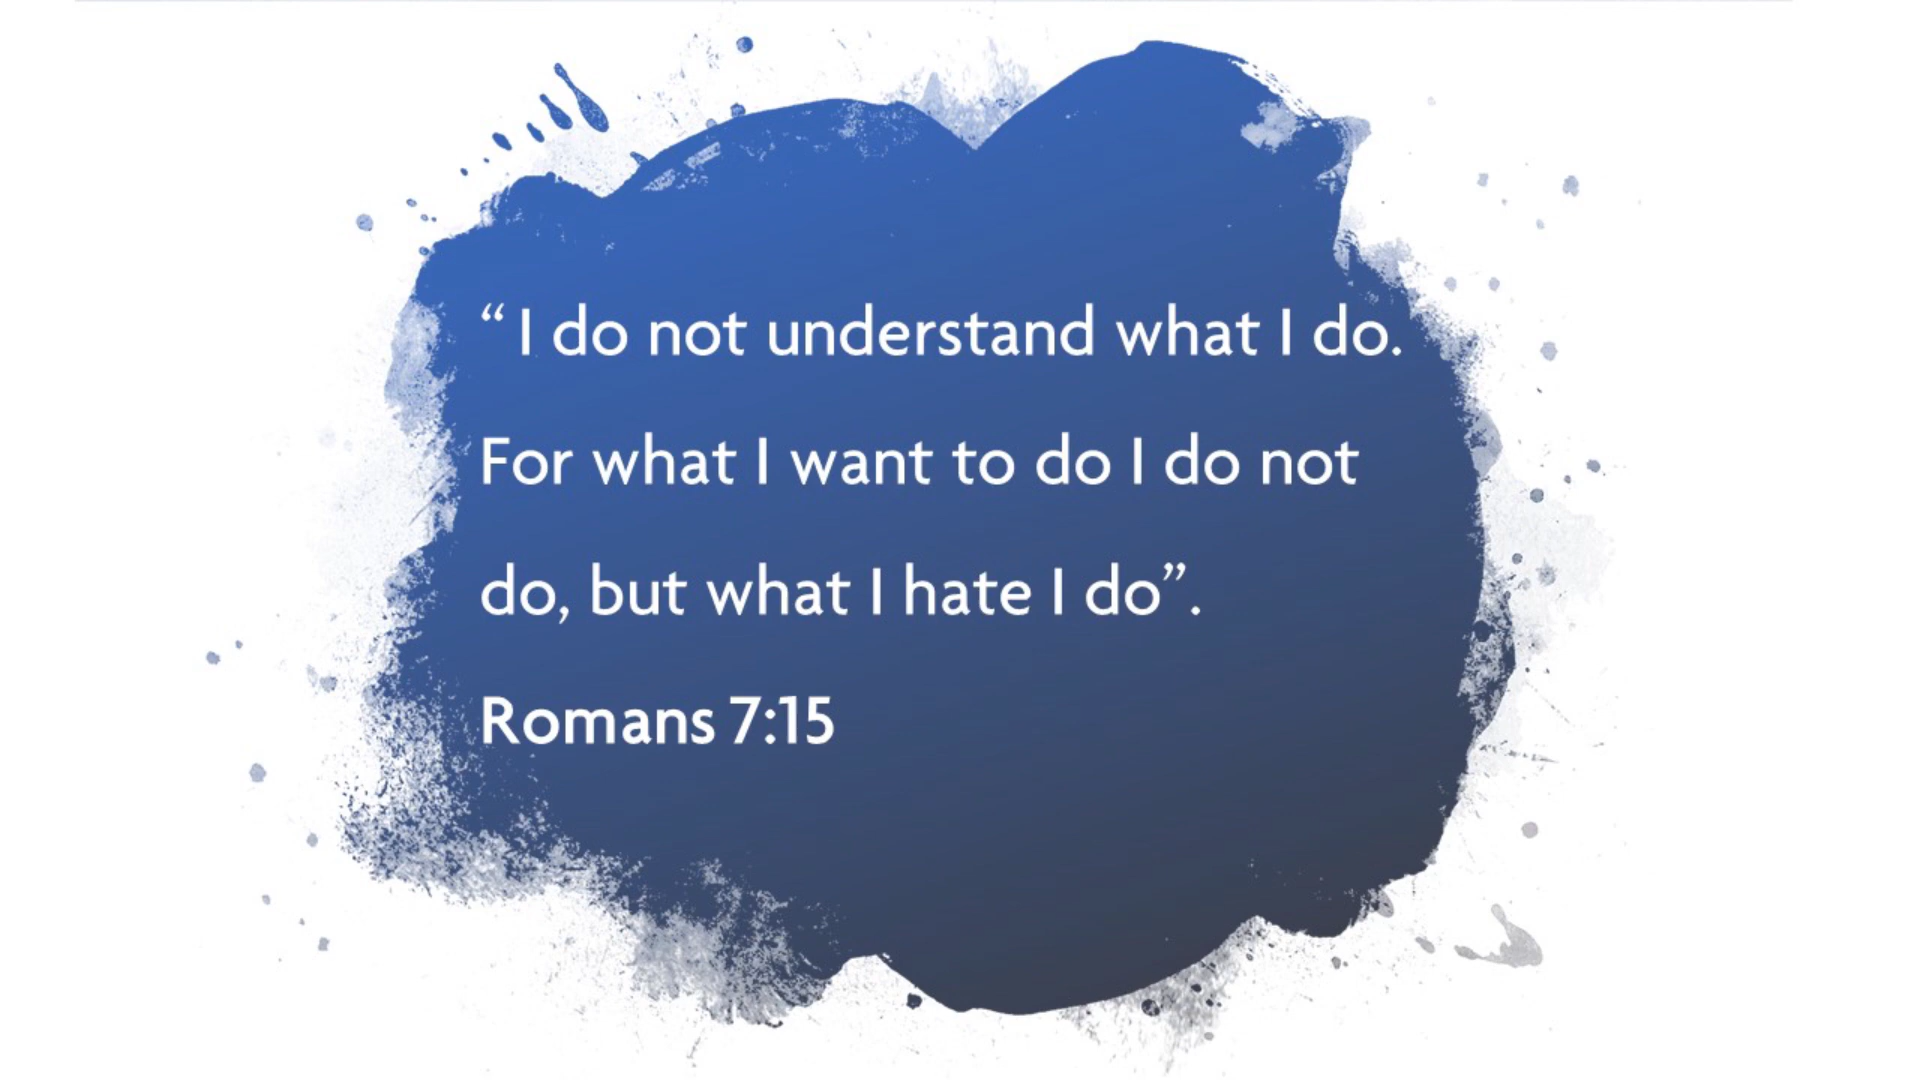 “ I do not understand what I do.
For what I want to do I do not
do, but what I hate I do”.
Romans 7:15